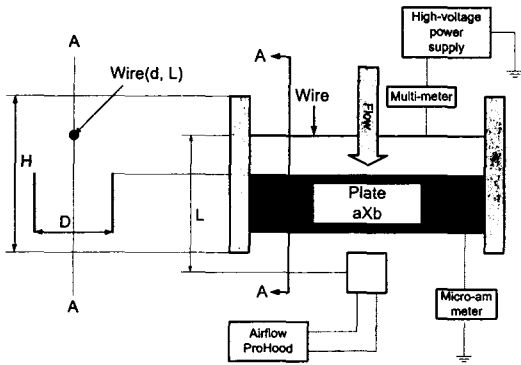 High-voltage
power
supply
A
A
Wire(d, L)
Wire
Multi-meter
Flow
H
Plate
aXb
L
D
A
A
Micro-am
meter
Airflow
ProHood